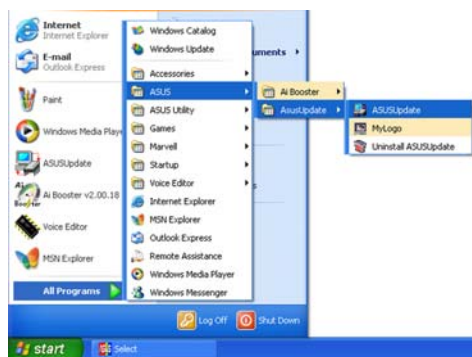 Internet
Internet Explorer
E-mail
Outlook Express
Paint
Windows Media Playe
ASUSUpdate
Ai Booster v2.00.18
Voice Editor
MSN Explorer
All Programs
Windows Catalog
Windows Update
Accessories
ASUS
ASUS Utility
Games
Marvell
Startup
Voice Editor
Internet Explorer
MSN Explorer
Outlook Express
Remote Assistance
Windows Media Player
Windows Messenger
uments
s
Ai Booster
AsusUpdate
ASUSUpdate
MyLogo
Uninstall ASUSUpdate
Log Off
Shut Down
start
Select